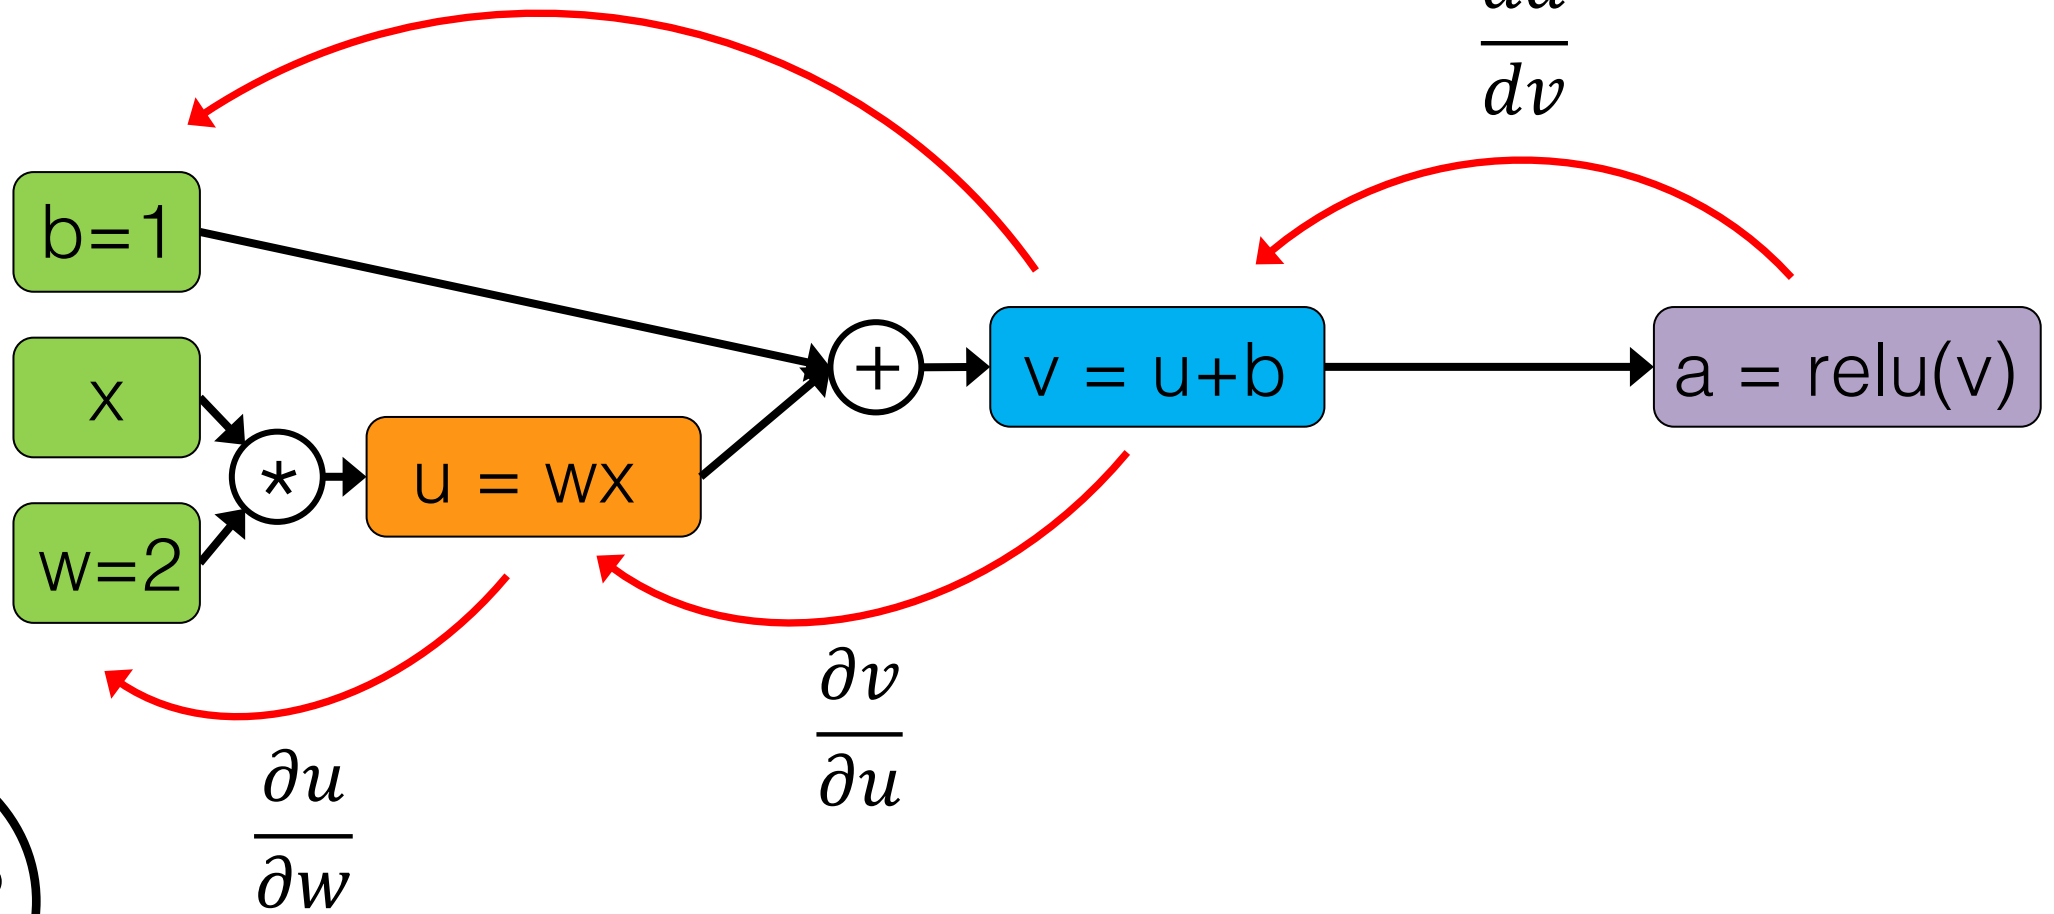 dv
b=1
x
w=2
*
u = wx
+
v = u+b
a = relu(v)
∂v
∂u
∂u
∂w